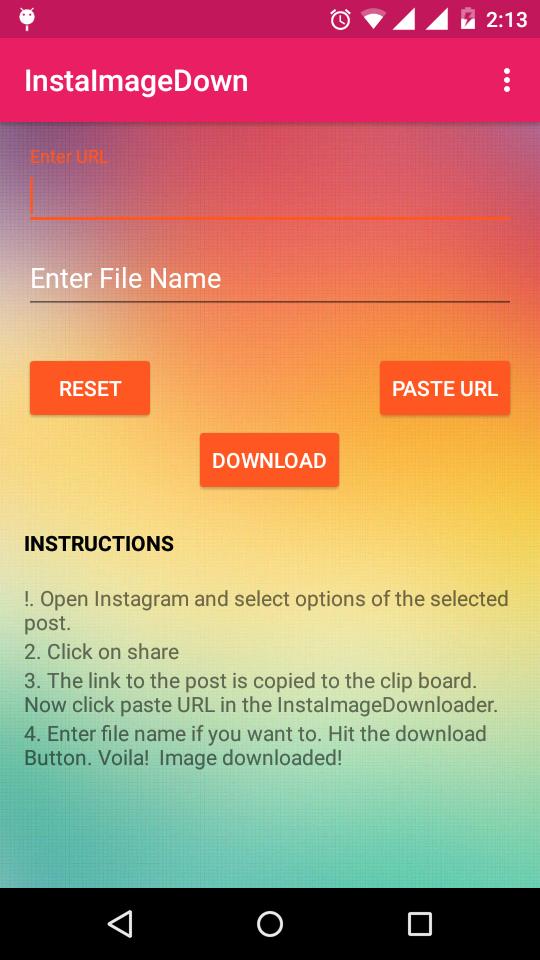 2:13
InstaImageDown
Enter URL
Enter File Name
RESET
PASTE URL
DOWNLOAD
INSTRUCTIONS
!. Open Instagram and select options of the selected
post.
2. Click on share
3. The link to the post is copied to the clip board.
Now click paste URL in the InstaImageDownloader.
4. Enter file name if you want to. Hit the download
Button. Voila!  Image downloaded!